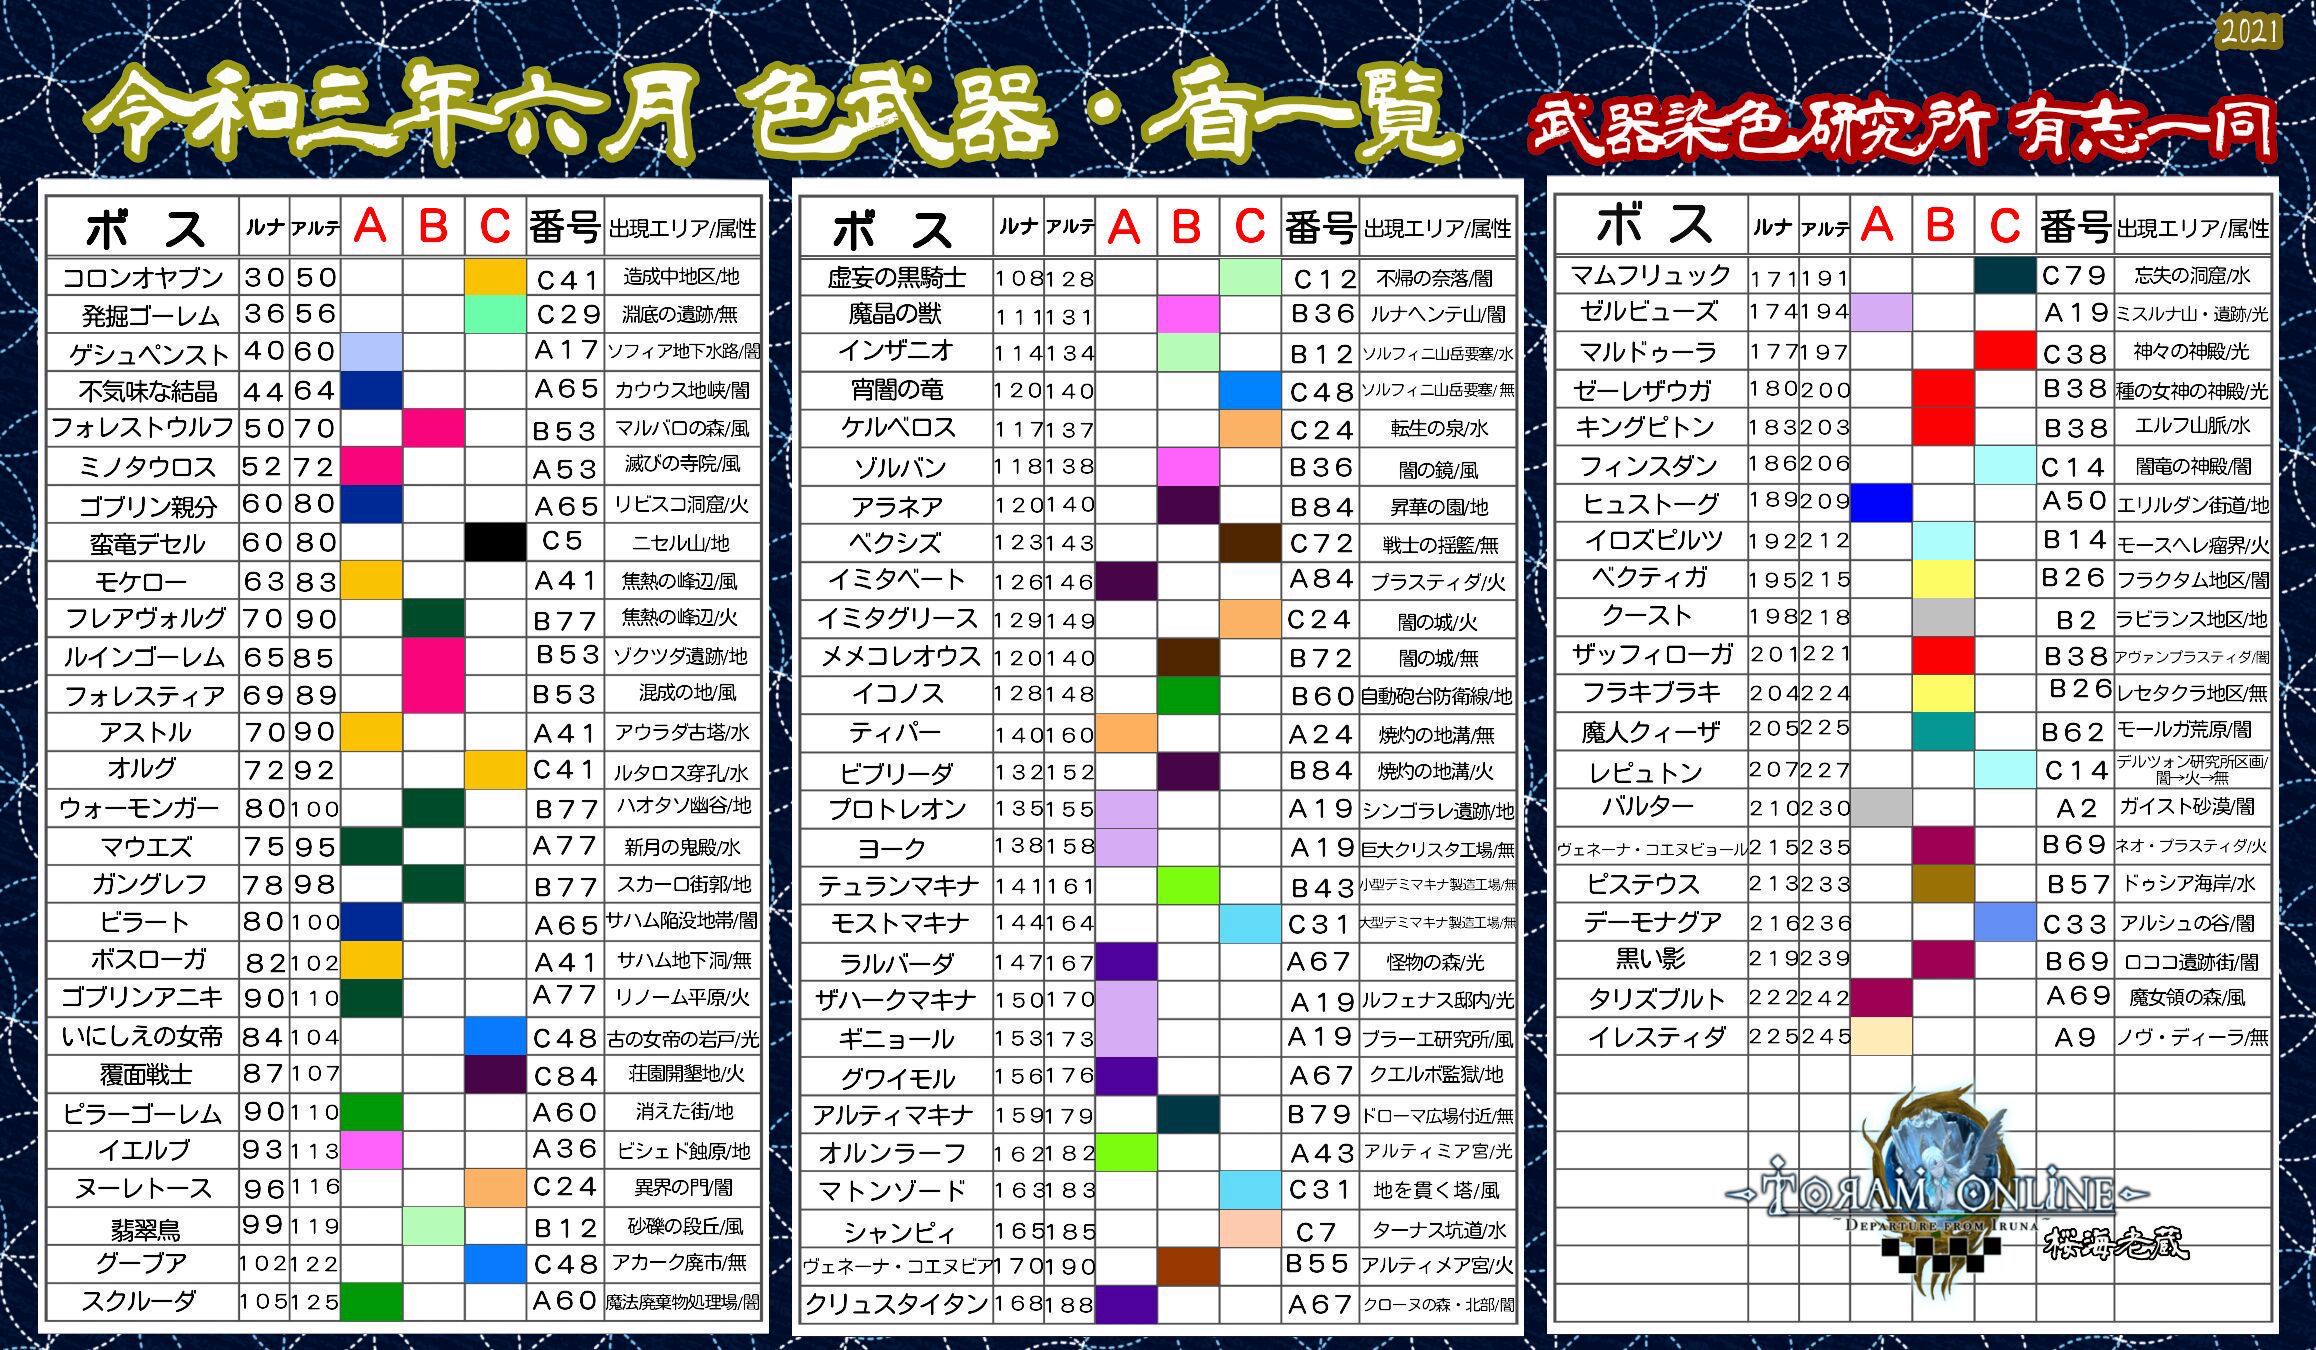 2021
令和三年六月 色武器・盾一覧
武器染色研究所 有志一同
ボス ルナ アルテ A B C 番号 出現エリア/属性
コロンオヤブン 30 50 C41 造成中地区/地
発掘ゴーレム 36 56 C29 淵底の遺跡/無
ゲシュペンスト 40 60 A17 ソフィア地下水路/闇
不気味な結晶 44 64 A65 カウウス地峡/闇
フォレストウルフ 50 70 B53 マルバロの森/風
ミノタウロス 52 72 A53 滅びの寺院/風
ゴブリン親分 60 80 A65 リビスコ洞窟/火
蛮竜デセル 60 80 C5 ニセル山/地
モケロー 63 83 A41 焦熱の峰辺/風
フレアヴォルグ 70 90 B77 焦熱の峰辺/火
ルインゴーレム 65 85 B53 ゾクツダ遺跡/地
フォレスティア 69 89 B53 混成の地/風
アストル 70 90 A41 アウラダ古塔/水
オルグ 72 92 C41 ルタロス穿孔/水
ウォーモンガー 80 100 B77 ハオタソ幽谷/地
マウエズ 75 95 A77 新月の鬼殿/水
ガングレフ 78 98 B77 スカーロ街郭/地
ビラート 80 100 A65 サハム陥没地帯/闇
ボスローガ 82 102 A41 サハム地下洞/無
ゴブリンアニキ 90 110 A77 リノーム平原/火
いにしえの女帝 84 104 C48 古の女帝の岩戸/光
覆面戦士 87 107 C84 荘園開墾地/火
ピラーゴーレム 90 110 A60 消えた街/地
イエルブ 93 113 A36 ビシェド蝕原/地
ヌーレトース 96 116 C24 異界の門/闇
翡翠鳥 99 119 B12 砂礫の段丘/風
グーブア 102 122 C48 アカーク廃市/無
スクルーダ 105 125 A60 魔法廃棄物処理場/闇
ボス ルナ アルテ A B C 番号 出現エリア/属性
虚妄の黒騎士 108 128 C12 不帰の奈落/闇
魔晶の獣 111 131 B36 ルナヘンテ山/闇
インザニオ 114 134 B12 ソルフィニ山岳要塞/水
宵闇の竜 120 140 C48 ソルフィニ山岳要塞/無
ケルベロス 117 137 C24 転生の泉/水
ゾルバン 118 138 B36 闇の鏡/風
アラネア 120 140 B84 昇華の園/地
ベクシズ 123 143 C72 戦士の揺籃/無
イミタベート 126 146 A84 プラスティダ/火
イミタグリース 129 149 C24 闇の城/火
メメコレオウス 120 140 B72 闇の城/無
イコノス 128 148 B60 自動砲台防衛線/地
ティパー 140 160 A24 焼灼の地溝/無
ビブリーダ 132 152 B84 焼灼の地溝/火
プロトレオン 135 155 A19 シンゴラレ遺跡/地
ヨーク 138 158 A19 巨大クリスタ工場/無
テュランマキナ 141 161 B43 小型デミマキナ製造工場/無
モストマキナ 144 164 C31 大型デミマキナ製造工場/無
ラルバーダ 147 167 A67 怪物の森/光
ザハークマキナ 150 170 A19 ルフェナス邸内/光
ギニョール 153 173 A19 ブラーエ研究所/風
グワイモル 156 176 A67 クエルボ監獄/地
アルティマキナ 159 179 B79 ドローマ広場付近/無
オルンラーフ 162 182 A43 アルティミア宮/光
マトンゾード 163 183 C31 地を貫く塔/風
シャンピィ 165 185 C7 ターナス坑道/水
ヴェネーナ・コエヌビア 170 190 B55 アルティメア宮/火
クリュスタイタン 168 188 A67 クローヌの森・北部/闇
ボス ルナ アルテ A B C 番号 出現エリア/属性
マムフリュック 171 191 C79 忘失の洞窟/水
ゼルビューズ 174 194 A19 ミスルナ山・遺跡/光
マルドゥーラ 177 197 C38 神々の神殿/光
ゼーレザウガ 180 200 B38 種の女神の神殿/光
キングピトン 183 203 B38 エルフ山脈/水
フィンスダン 186 206 C14 闇竜の神殿/闇
ヒュストーグ 189 209 A50 エリルダン街道/地
イロズピルツ 192 212 B14 モースヘレ瘤界/火
ベクティガ 195 215 B26 フラクタム地区/闇
クースト 198 218 B2 ラビランス地区/地
ザッフィローガ 201 221 B38 アヴァンプラスティダ/闇
フラキブラキ 204 224 B26 レセタクラ地区/無
魔人クィーザ 205 225 B62 モールガ荒原/闇
レピュトン 207 227 C14 デルツォン研究所区画/闇→火→無
バルター 210 230 A2 ガイスト砂漠/闇
ヴェネーナ・コエヌビョール 215 235 B69 ネオ・プラスティダ/火
ピステウス 213 233 B57 ドゥシア海岸/水
デーモナグア 216 236 C33 アルシュの谷/闇
黒い影 219 239 B69 ロココ遺跡街/闇
タリズブルト 222 242 A69 魔女領の森/風
イレスティダ 225 245 A9 ノヴ・ディーラ/無
TORAM ONLINE
~DEPARTURE FROM IRUNA~
桜海老蔵